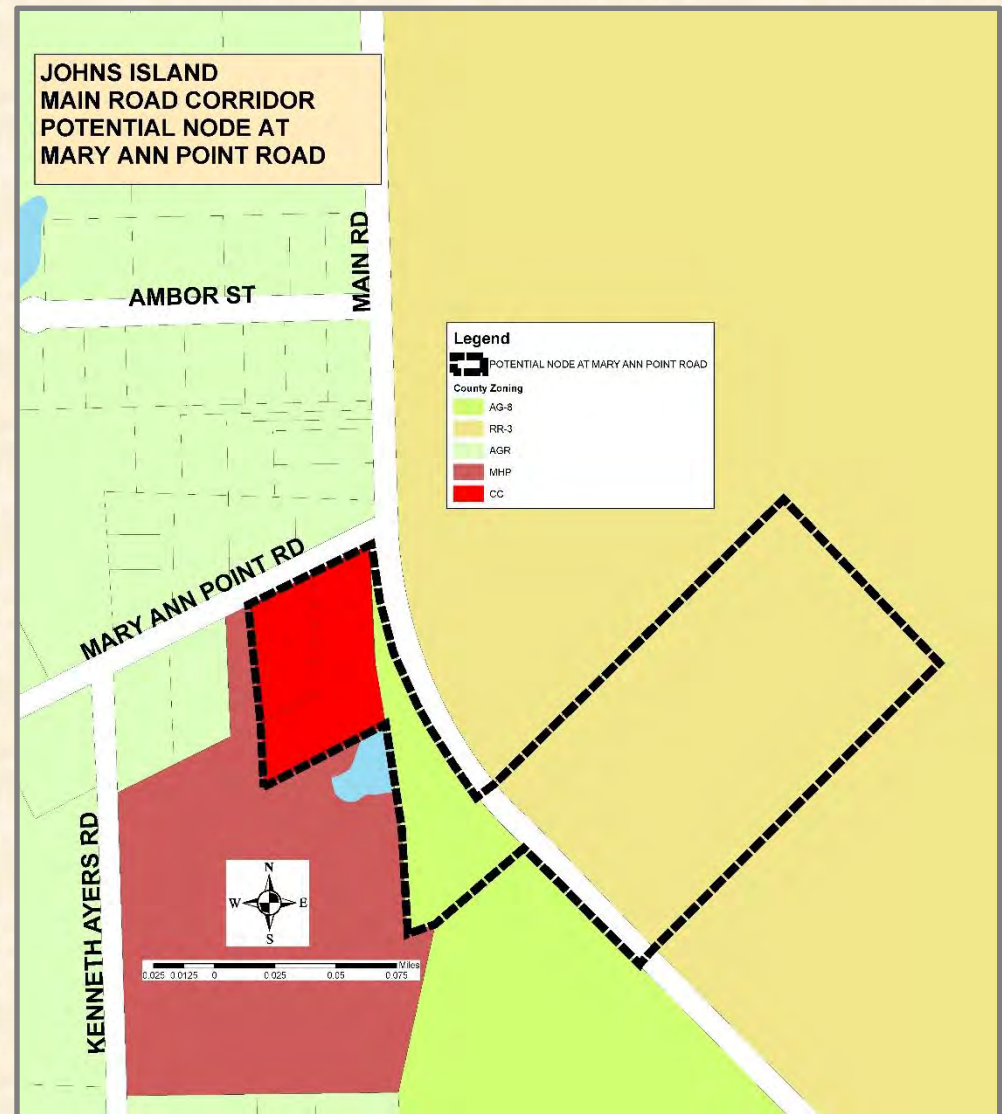 JOHNS ISLAND
MAIN ROAD CORRIDOR
POTENTIAL NODE AT
MARY ANN POINT ROAD
MAIN RD
AMBOR ST
Legend
POTENTIAL NODE AT MARY ANN POINT ROAD
County Zoning
AG-8
RR-3
AGR
MHP
CC
MARY ANN POINT RD
KENNETH AYERS RD
N
W E
S
Miles
0.025 0.0125 0 0.025 0.05 0.075